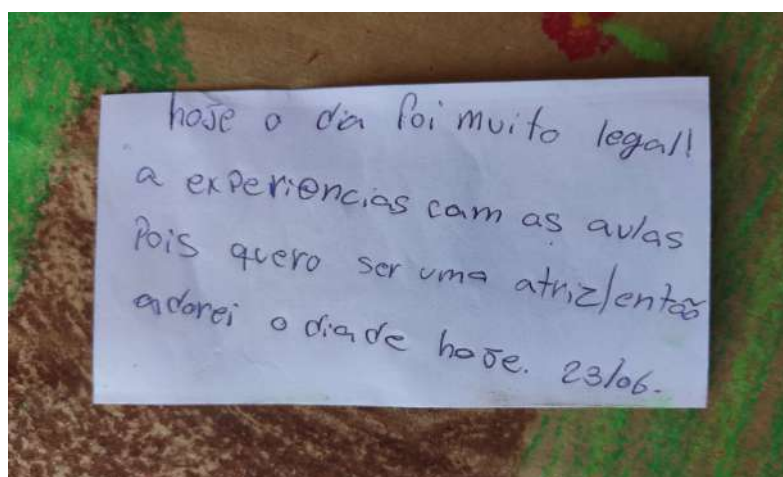 hoje o dia foi muito legal!
a experiencias com as aulas
Pois quero ser uma atriz/então
adorei o dia de hoje. 23/06.